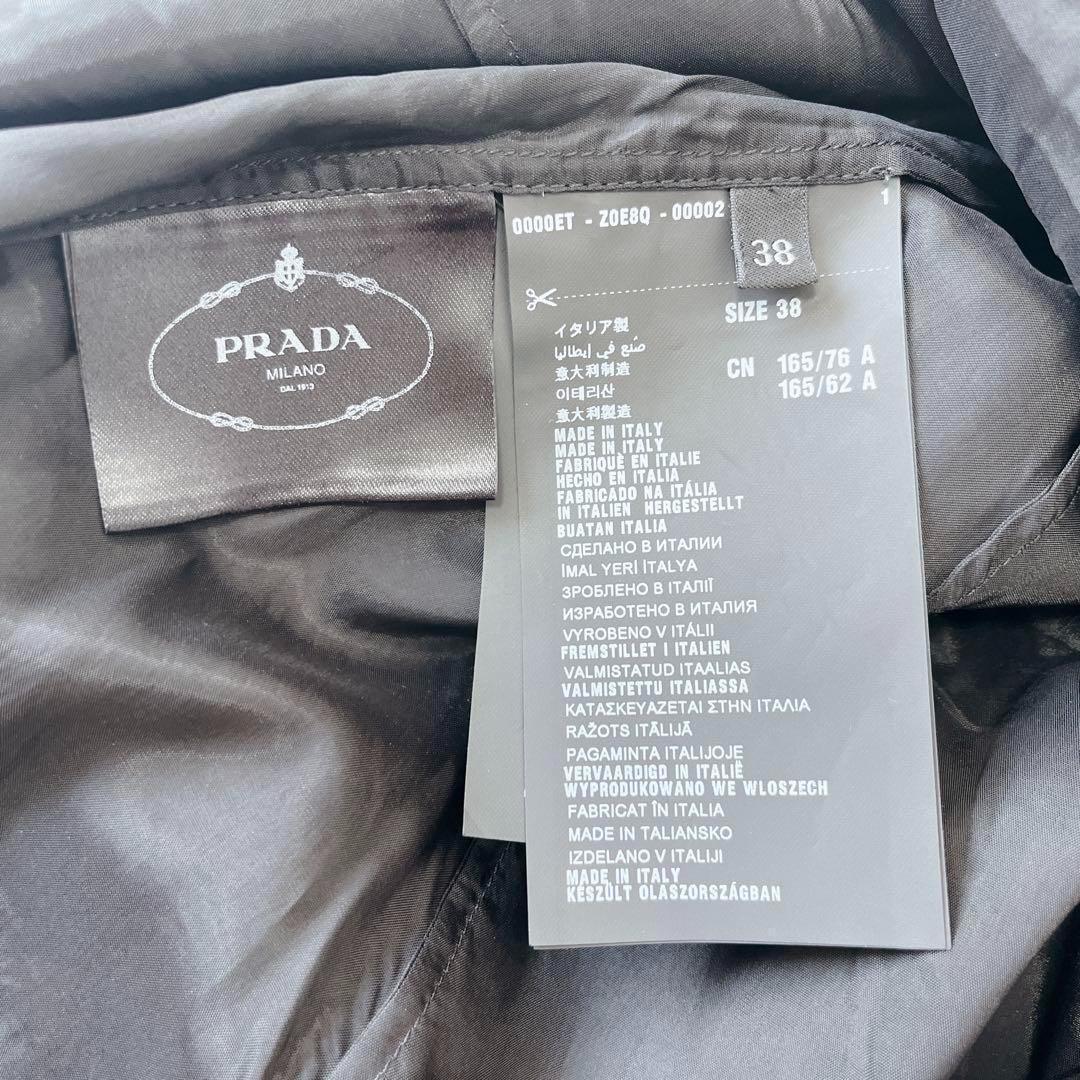 PRADA
MILANO
DAL 1913
0000ET - Z0E8Q - 00002
38
1
SIZE 38
CN 165/76 A
165/62 A
イタリア製
صُنع في إيطاليا
意大利制造
이테리산
意大利製造
MADE IN ITALY
MADE IN ITALY
FABRIQUÈ EN ITALIE
HECHO EN ITALIA
FABRICADO NA ITÁLIA
IN ITALIEN HERGESTELLT
BUATAN ITALIA
СДЕЛАНО В ИТАЛИИ
İMAL YERİ İTALYA
ЗРОБЛЕНО В ІТАЛІЇ
ИЗРАБОТЕНО В ИТАЛИЯ
VYROBENO V ITÁLII
FREMSTILLET I ITALIEN
VALMISTATUD ITAALIAS
VALMISTETTU ITALIASSA
ΚΑΤΑΣΚΕΥΑΖΕΤΑΙ ΣΤΗΝ ΙΤΑΛΙΑ
RAŽOTS ITĀLIJĀ
PAGAMINTA ITALIJOJE
VERVAARDIGD IN ITALIË
WYPRODUKOWANO WE WLOSZECH
FABRICAT ÎN ITALIA
MADE IN TALIANSKO
IZDELANO V ITALIJI
MADE IN ITALY
KÉSZÜLT OLASZORSZÁGBAN